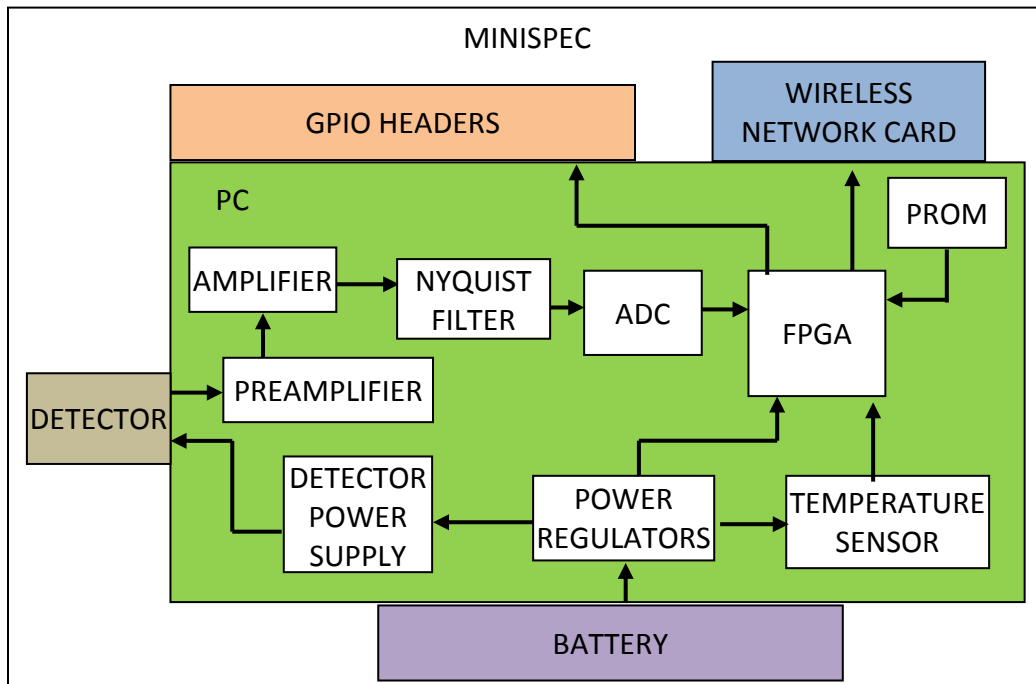 MINISPEC
GPIO HEADERS
WIRELESS
NETWORK CARD
PC
PROM
AMPLIFIER
NYQUIST
FILTER
ADC
FPGA
PREAMPLIFIER
DETECTOR
DETECTOR
POWER
SUPPLY
POWER
REGULATORS
TEMPERATURE
SENSOR
BATTERY